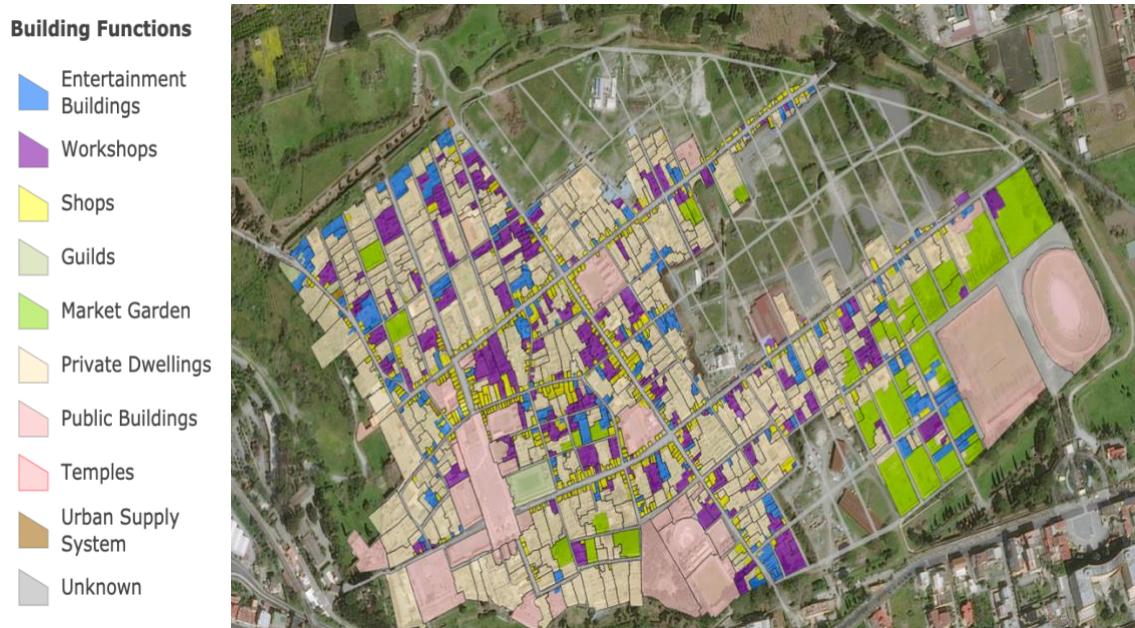 Building Functions
Entertainment
Buildings
Workshops
Shops
Guilds
Market Garden
Private Dwellings
Public Buildings
Temples
Urban Supply
System
Unknown